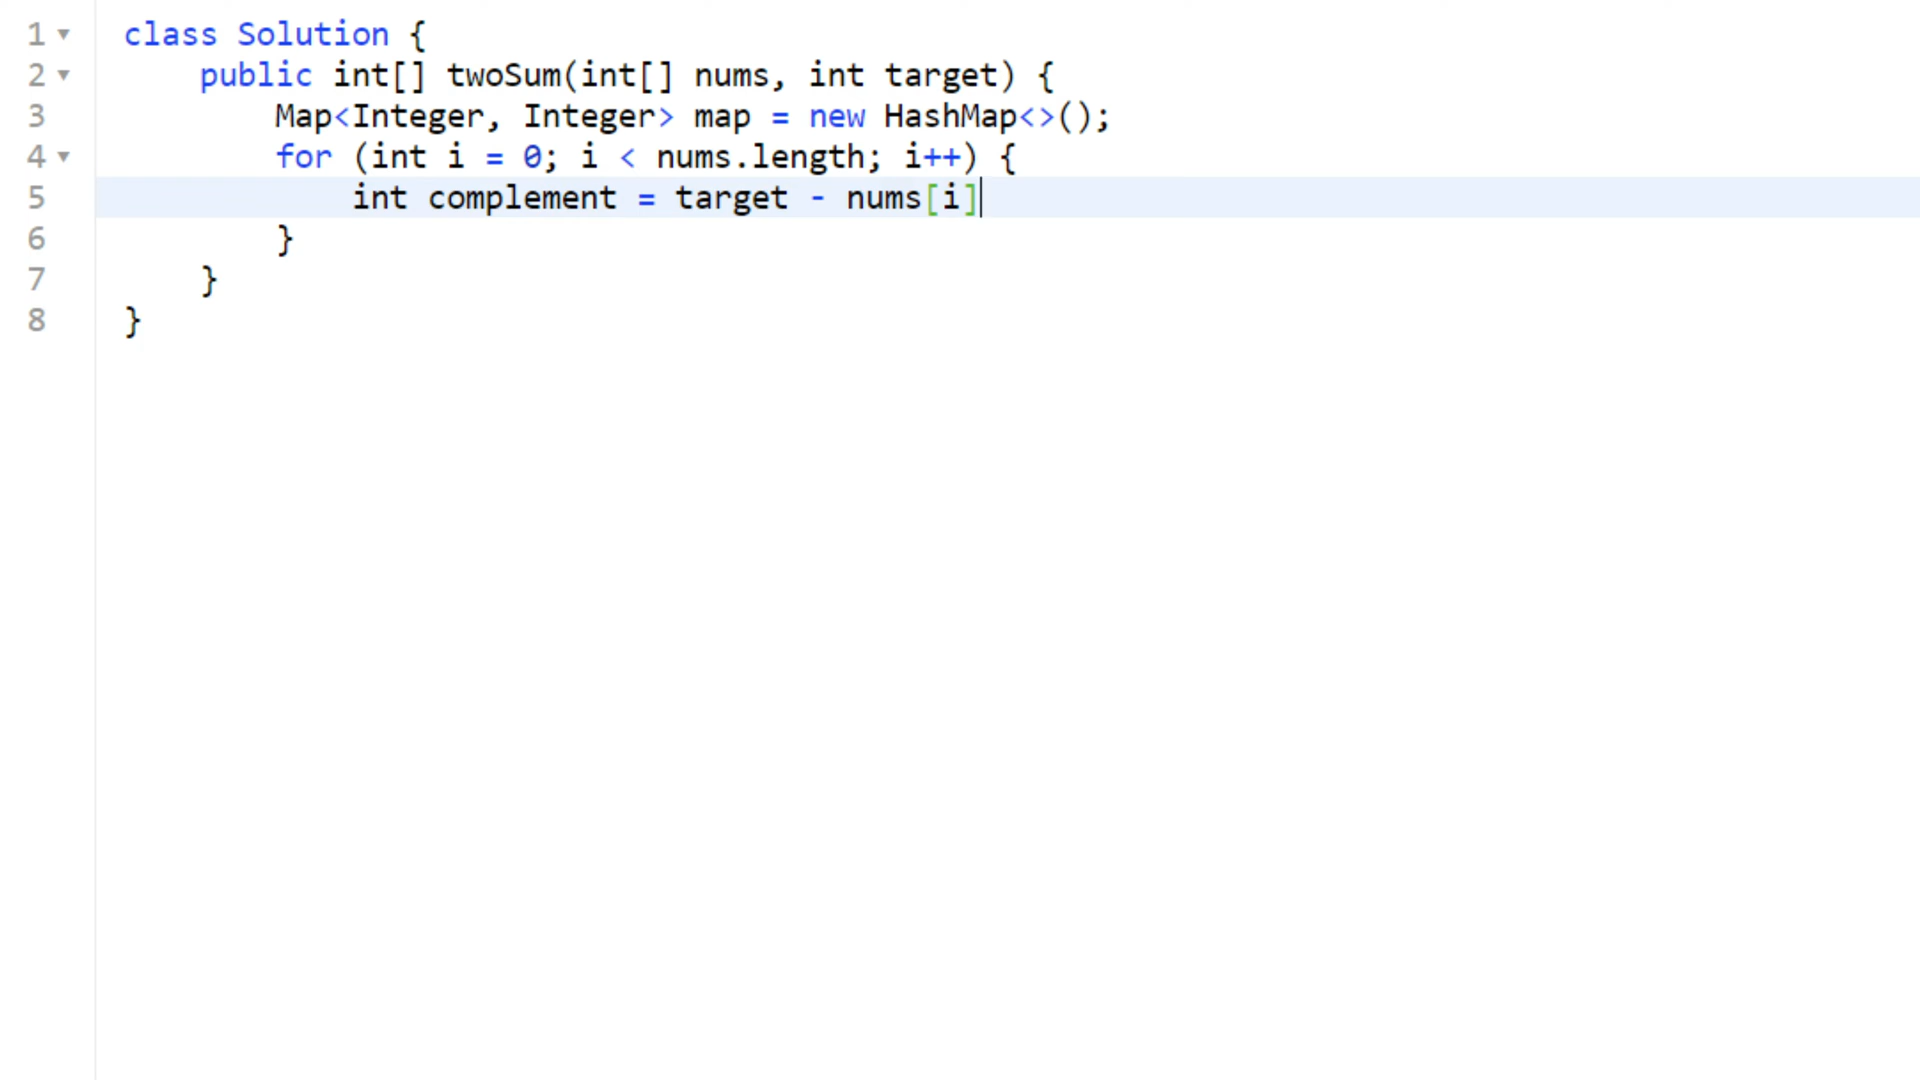 1 class Solution {
2 public int[] twoSum(int[] nums, int target) {
3 Map<Integer, Integer> map = new HashMap<>();
4 for (int i = 0; i < nums.length; i++) {
5 int complement = target - nums[i]
6 }
7 }
8 }